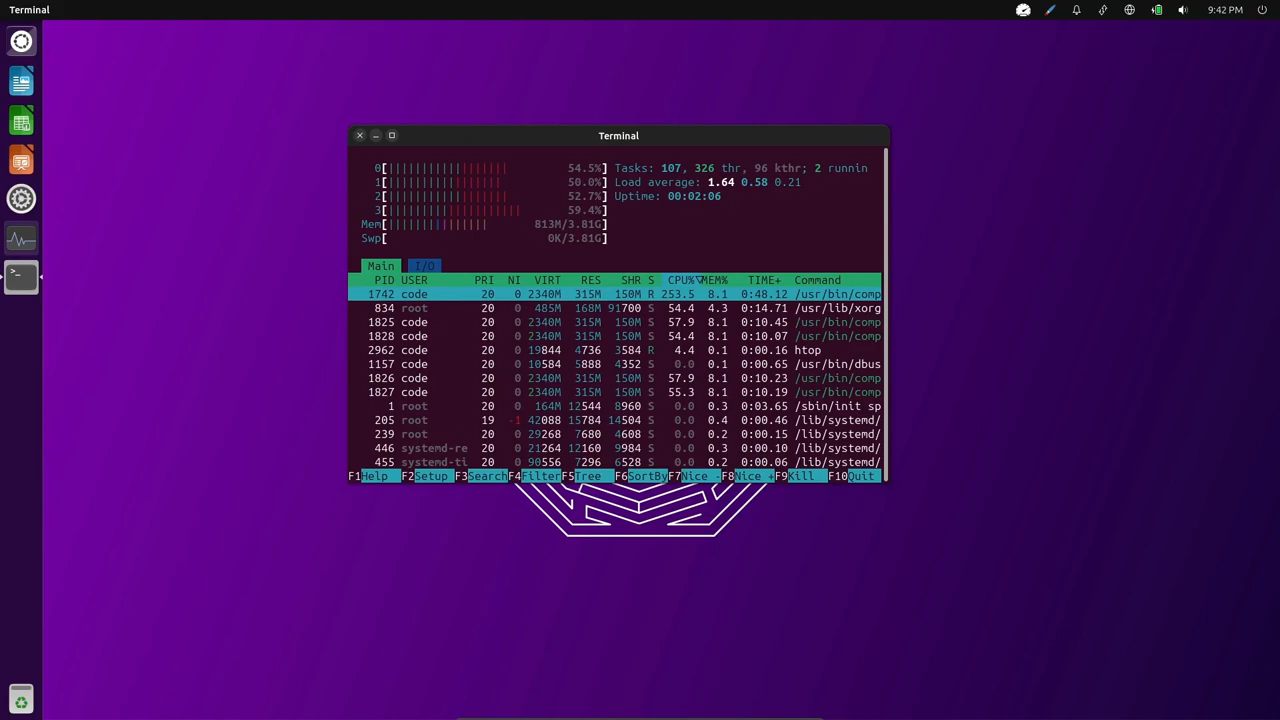 Terminal 9:42 PM
Terminal
0[|||||||||||||||||| 54.5%] Tasks: 107, 326 thr, 96 kthr; 2 runnin
1[||||||||||||||||| 50.0%] Load average: 1.64 0.58 0.21
2[|||||||||||||||||| 52.7%] Uptime: 00:02:06
3[|||||||||||||||||||| 59.4%]
Mem[||||||||||||||| 813M/3.81G]
Swp[ 0K/3.81G]
Main I/O
PID USER PRI NI VIRT RES SHR S CPU%▽MEM% TIME+ Command
1742 code 20 0 2340M 315M 150M R 253.5 8.1 0:48.12 /usr/bin/comp
834 root 20 0 485M 168M 91700 S 54.4 4.3 0:14.71 /usr/lib/xorg
1825 code 20 0 2340M 315M 150M S 57.9 8.1 0:10.45 /usr/bin/comp
1828 code 20 0 2340M 315M 150M S 54.4 8.1 0:10.07 /usr/bin/comp
2962 code 20 0 19844 4736 3584 R 4.4 0.1 0:00.16 htop
1157 code 20 0 10584 5888 4352 S 0.0 0.1 0:00.65 /usr/bin/dbus
1826 code 20 0 2340M 315M 150M S 57.9 8.1 0:10.23 /usr/bin/comp
1827 code 20 0 2340M 315M 150M S 55.3 8.1 0:10.19 /usr/bin/comp
1 root 20 0 164M 12544 8960 S 0.0 0.3 0:03.65 /sbin/init sp
205 root 19 -1 42088 15784 14504 S 0.0 0.4 0:00.46 /lib/systemd/
239 root 20 0 29268 7680 4608 S 0.0 0.2 0:00.15 /lib/systemd/
446 systemd-re 20 0 21264 12160 9984 S 0.0 0.3 0:00.10 /lib/systemd/
455 systemd-ti 20 0 90556 7296 6528 S 0.0 0.2 0:00.06 /lib/systemd/
F1Help F2Setup F3SearchF4FilterF5Tree F6SortByF7Nice -F8Nice +F9Kill F10Quit